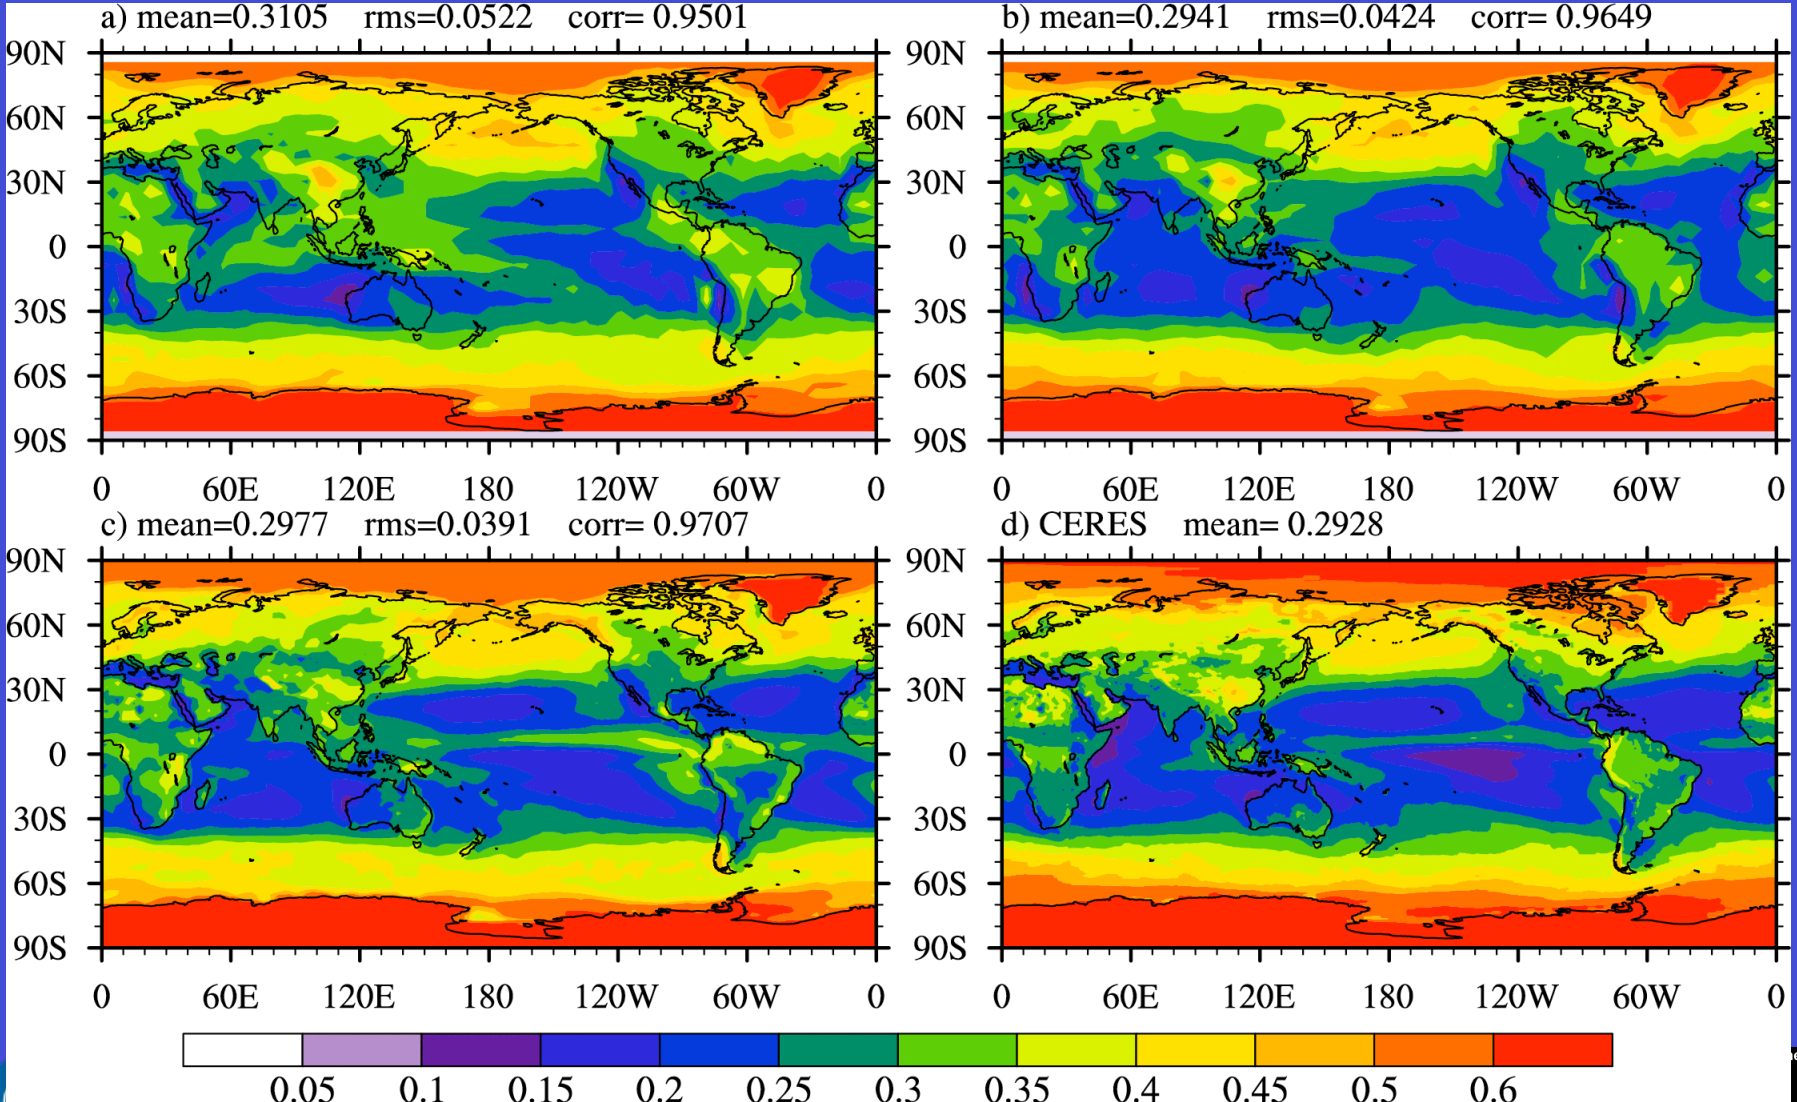 a) mean=0.3105 rms=0.0522 corr= 0.9501
b) mean=0.2941 rms=0.0424 corr= 0.9649
90N
60N
30N
0
30S
60S
90S
90N
60N
30N
0
30S
60S
90S
0 60E 120E 180 120W 60W 0
0 60E 120E 180 120W 60W 0
c) mean=0.2977 rms=0.0391 corr= 0.9707
d) CERES mean= 0.2928
90N
60N
30N
0
30S
60S
90S
90N
60N
30N
0
30S
60S
90S
0 60E 120E 180 120W 60W 0
0 60E 120E 180 120W 60W 0
0.05 0.1 0.15 0.2 0.25 0.3 0.35 0.4 0.45 0.5 0.6